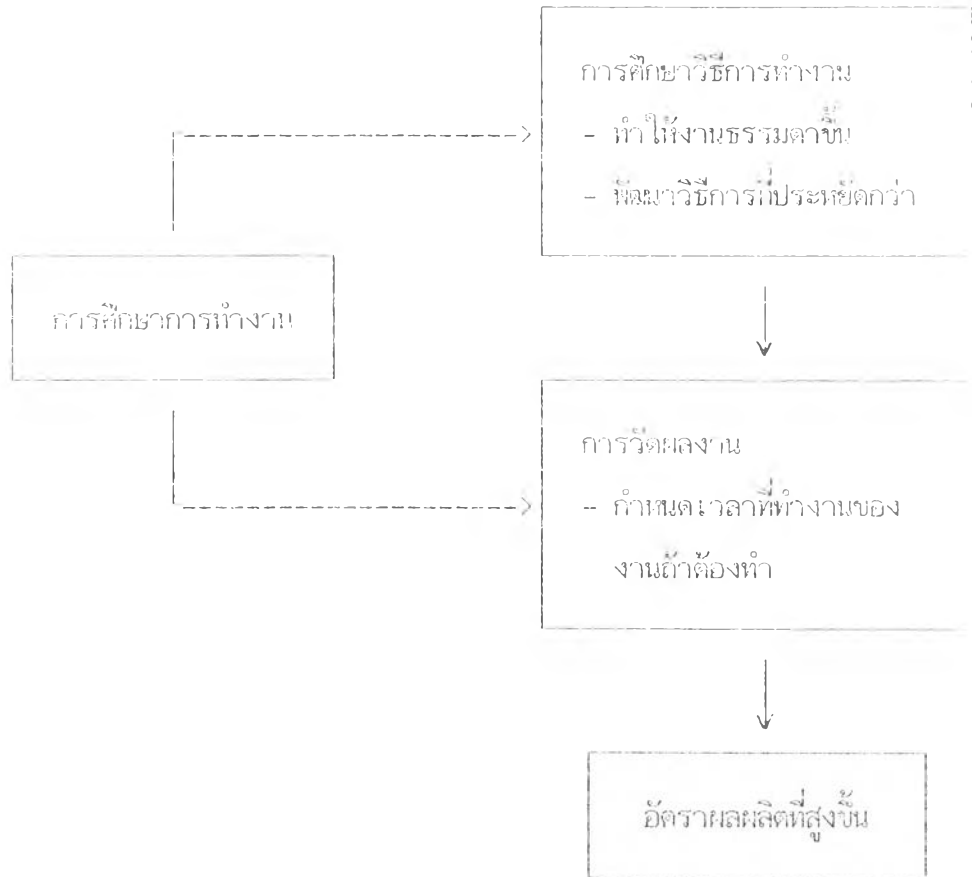 การศึกษาวิธีการทำงาน
- ทำให้งานธรรมดาขึ้น
- พัฒนาวิธีการที่ประหยัดกว่า
การศึกษาการทำงาน
การวัดผลงาน
- กำหนดเวลาที่ทำงานของ
งานถ้าต้องทำ
อัตราผลผลิตที่สูงขึ้น